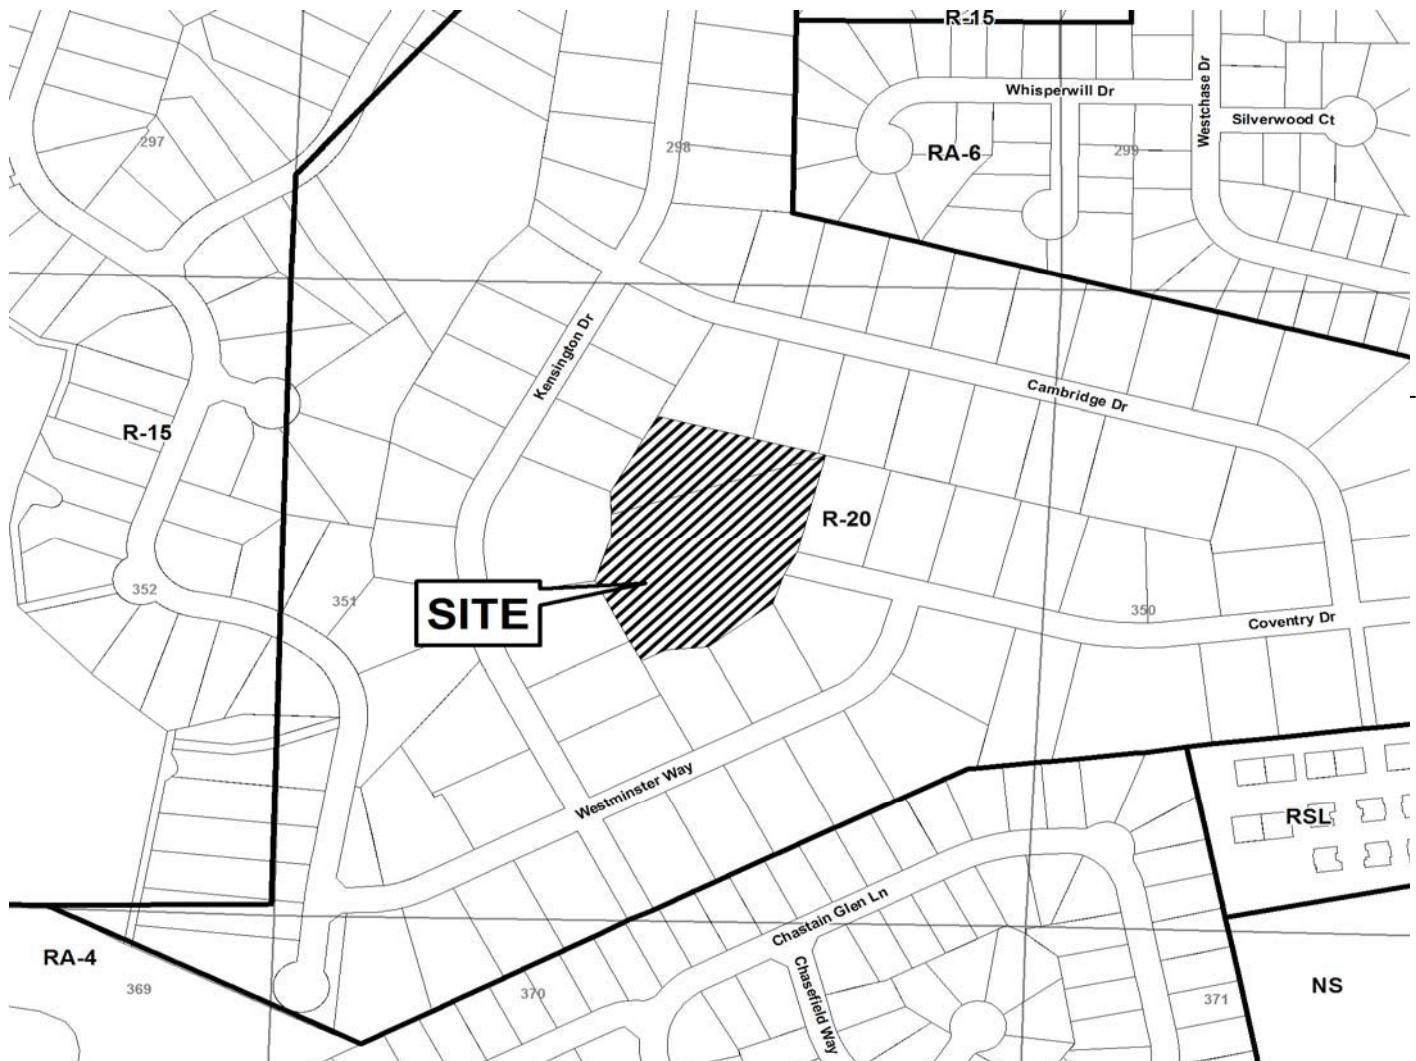 R-15
Whisperwill Dr
Westchase Dr
Silverwood Ct
297
298
RA-6
299
Kensington Dr
Cambridge Dr
R-15
R-20
352
351
SITE
350
Coventry Dr
Westminster Way
RSL
Chastain Glen Ln
RA-4
369
370
Chasefield Way
371
NS